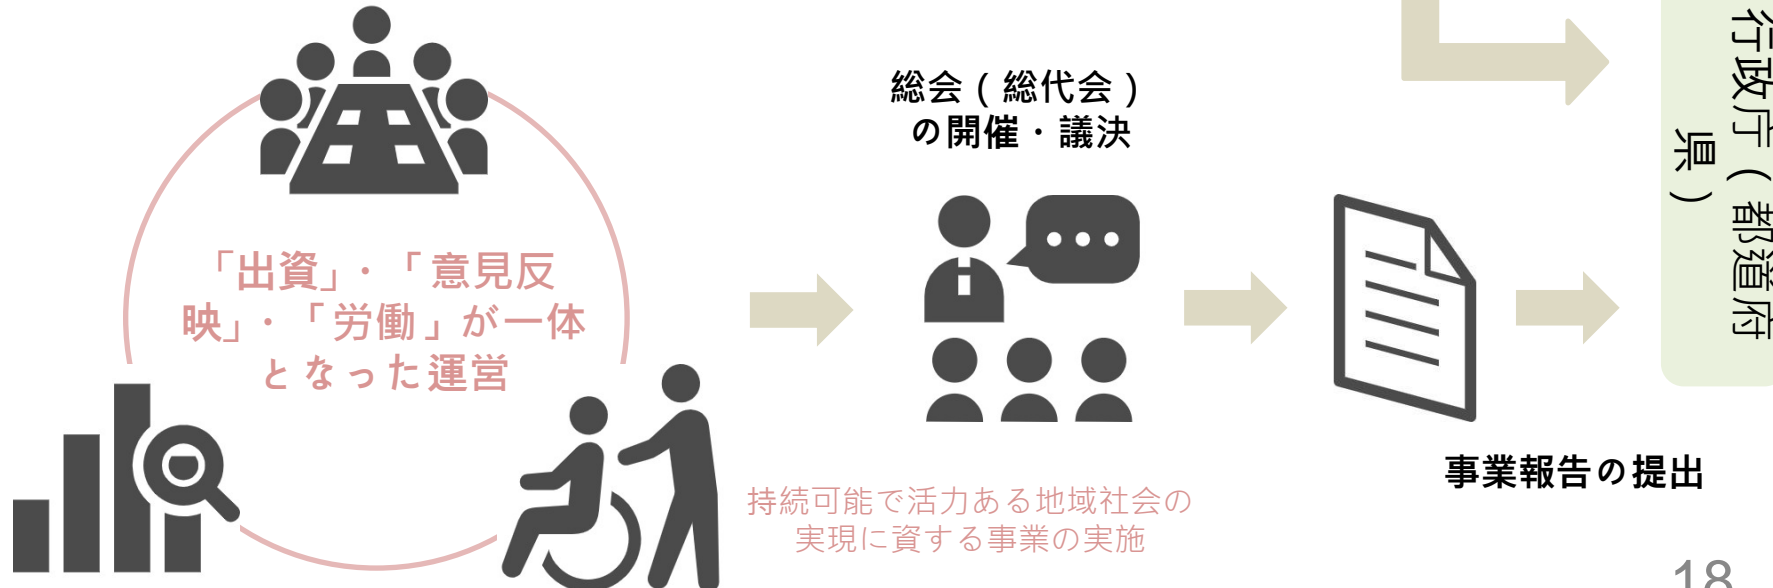 総会(総代会)
の開催・議決
「出資」・「意見反
映」・「労働」が一体
となった運営
持続可能で活力ある地域社会の
実現に資する事業の実施
事業報告の提出
行政庁(都道府
県)
18